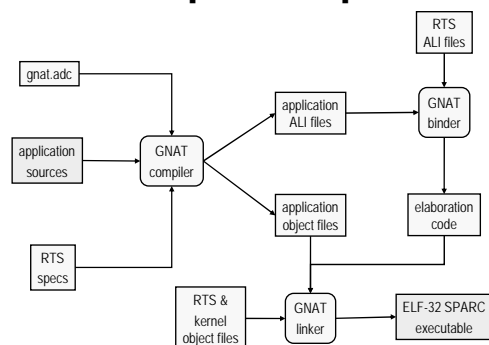 RTS
ALI files
gnat.adc
application
ALI files
GNAT
binder
application
sources
GNAT
compiler
application
object files
elaboration
code
RTS
specs
RTS &
kernel
object files
GNAT
linker
ELF-32 SPARC
executable